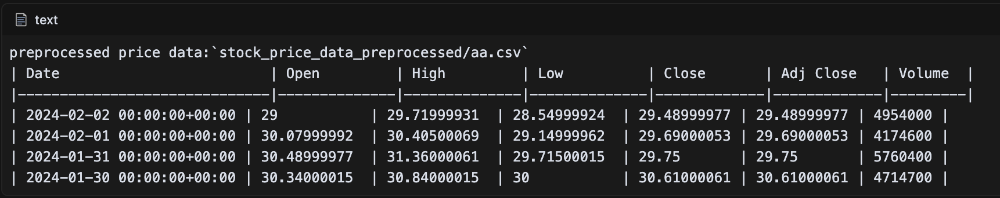 text
preprocessed price data:`stock_price_data_preprocessed/aa.csv`
| Date                         | Open         | High         | Low          | Close       | Adj Close   | Volume  |
|------------------------------|--------------|--------------|--------------|-------------|-------------|---------|
| 2024-02-02 00:00:00+00:00 | 29           | 29.71999931  | 28.54999924  | 29.48999977 | 29.48999977 | 4954000 |
| 2024-02-01 00:00:00+00:00 | 30.07999992  | 30.40500069  | 29.14999962  | 29.69000053 | 29.69000053 | 4174600 |
| 2024-01-31 00:00:00+00:00 | 30.48999977  | 31.36000061  | 29.71500015  | 29.75       | 29.75       | 5760400 |
| 2024-01-30 00:00:00+00:00 | 30.34000015  | 30.84000015  | 30           | 30.61000061 | 30.61000061 | 4714700 |